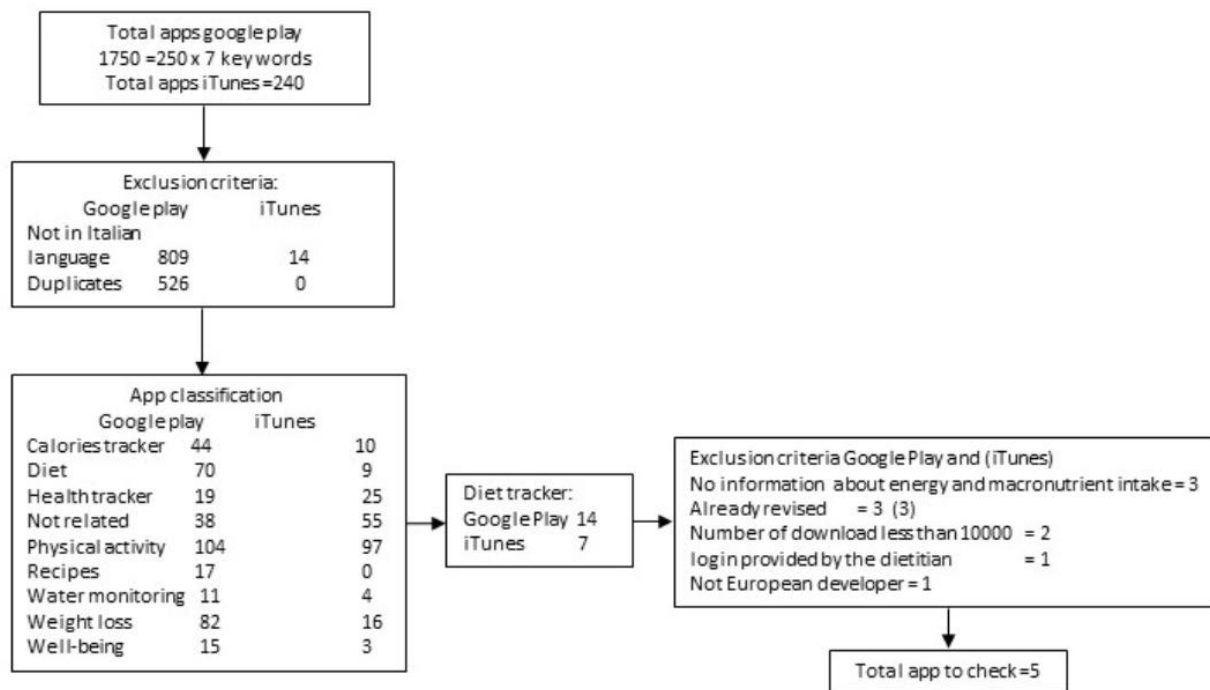 Total apps google play
1750 =250 x 7 key words
Total apps iTunes =240
Exclusion criteria:
Google play iTunes
Not in Italian
language 809 14
Duplicates 526 0
App classification
Google play iTunes
Calories tracker 44 10
Diet 70 9
Health tracker 19 25
Not related 38 55
Physical activity 104 97
Recipes 17 0
Water monitoring 11 4
Weight loss 82 16
Well-being 15 3
Diet tracker:
Google Play 14
iTunes 7
Exclusion criteria Google Play and (iTunes)
No information about energy and macronutrient intake = 3
Already revised = 3 (3)
Number of download less than 10000 = 2
login provided by the dietitian = 1
Not European developer = 1
Total app to check =5